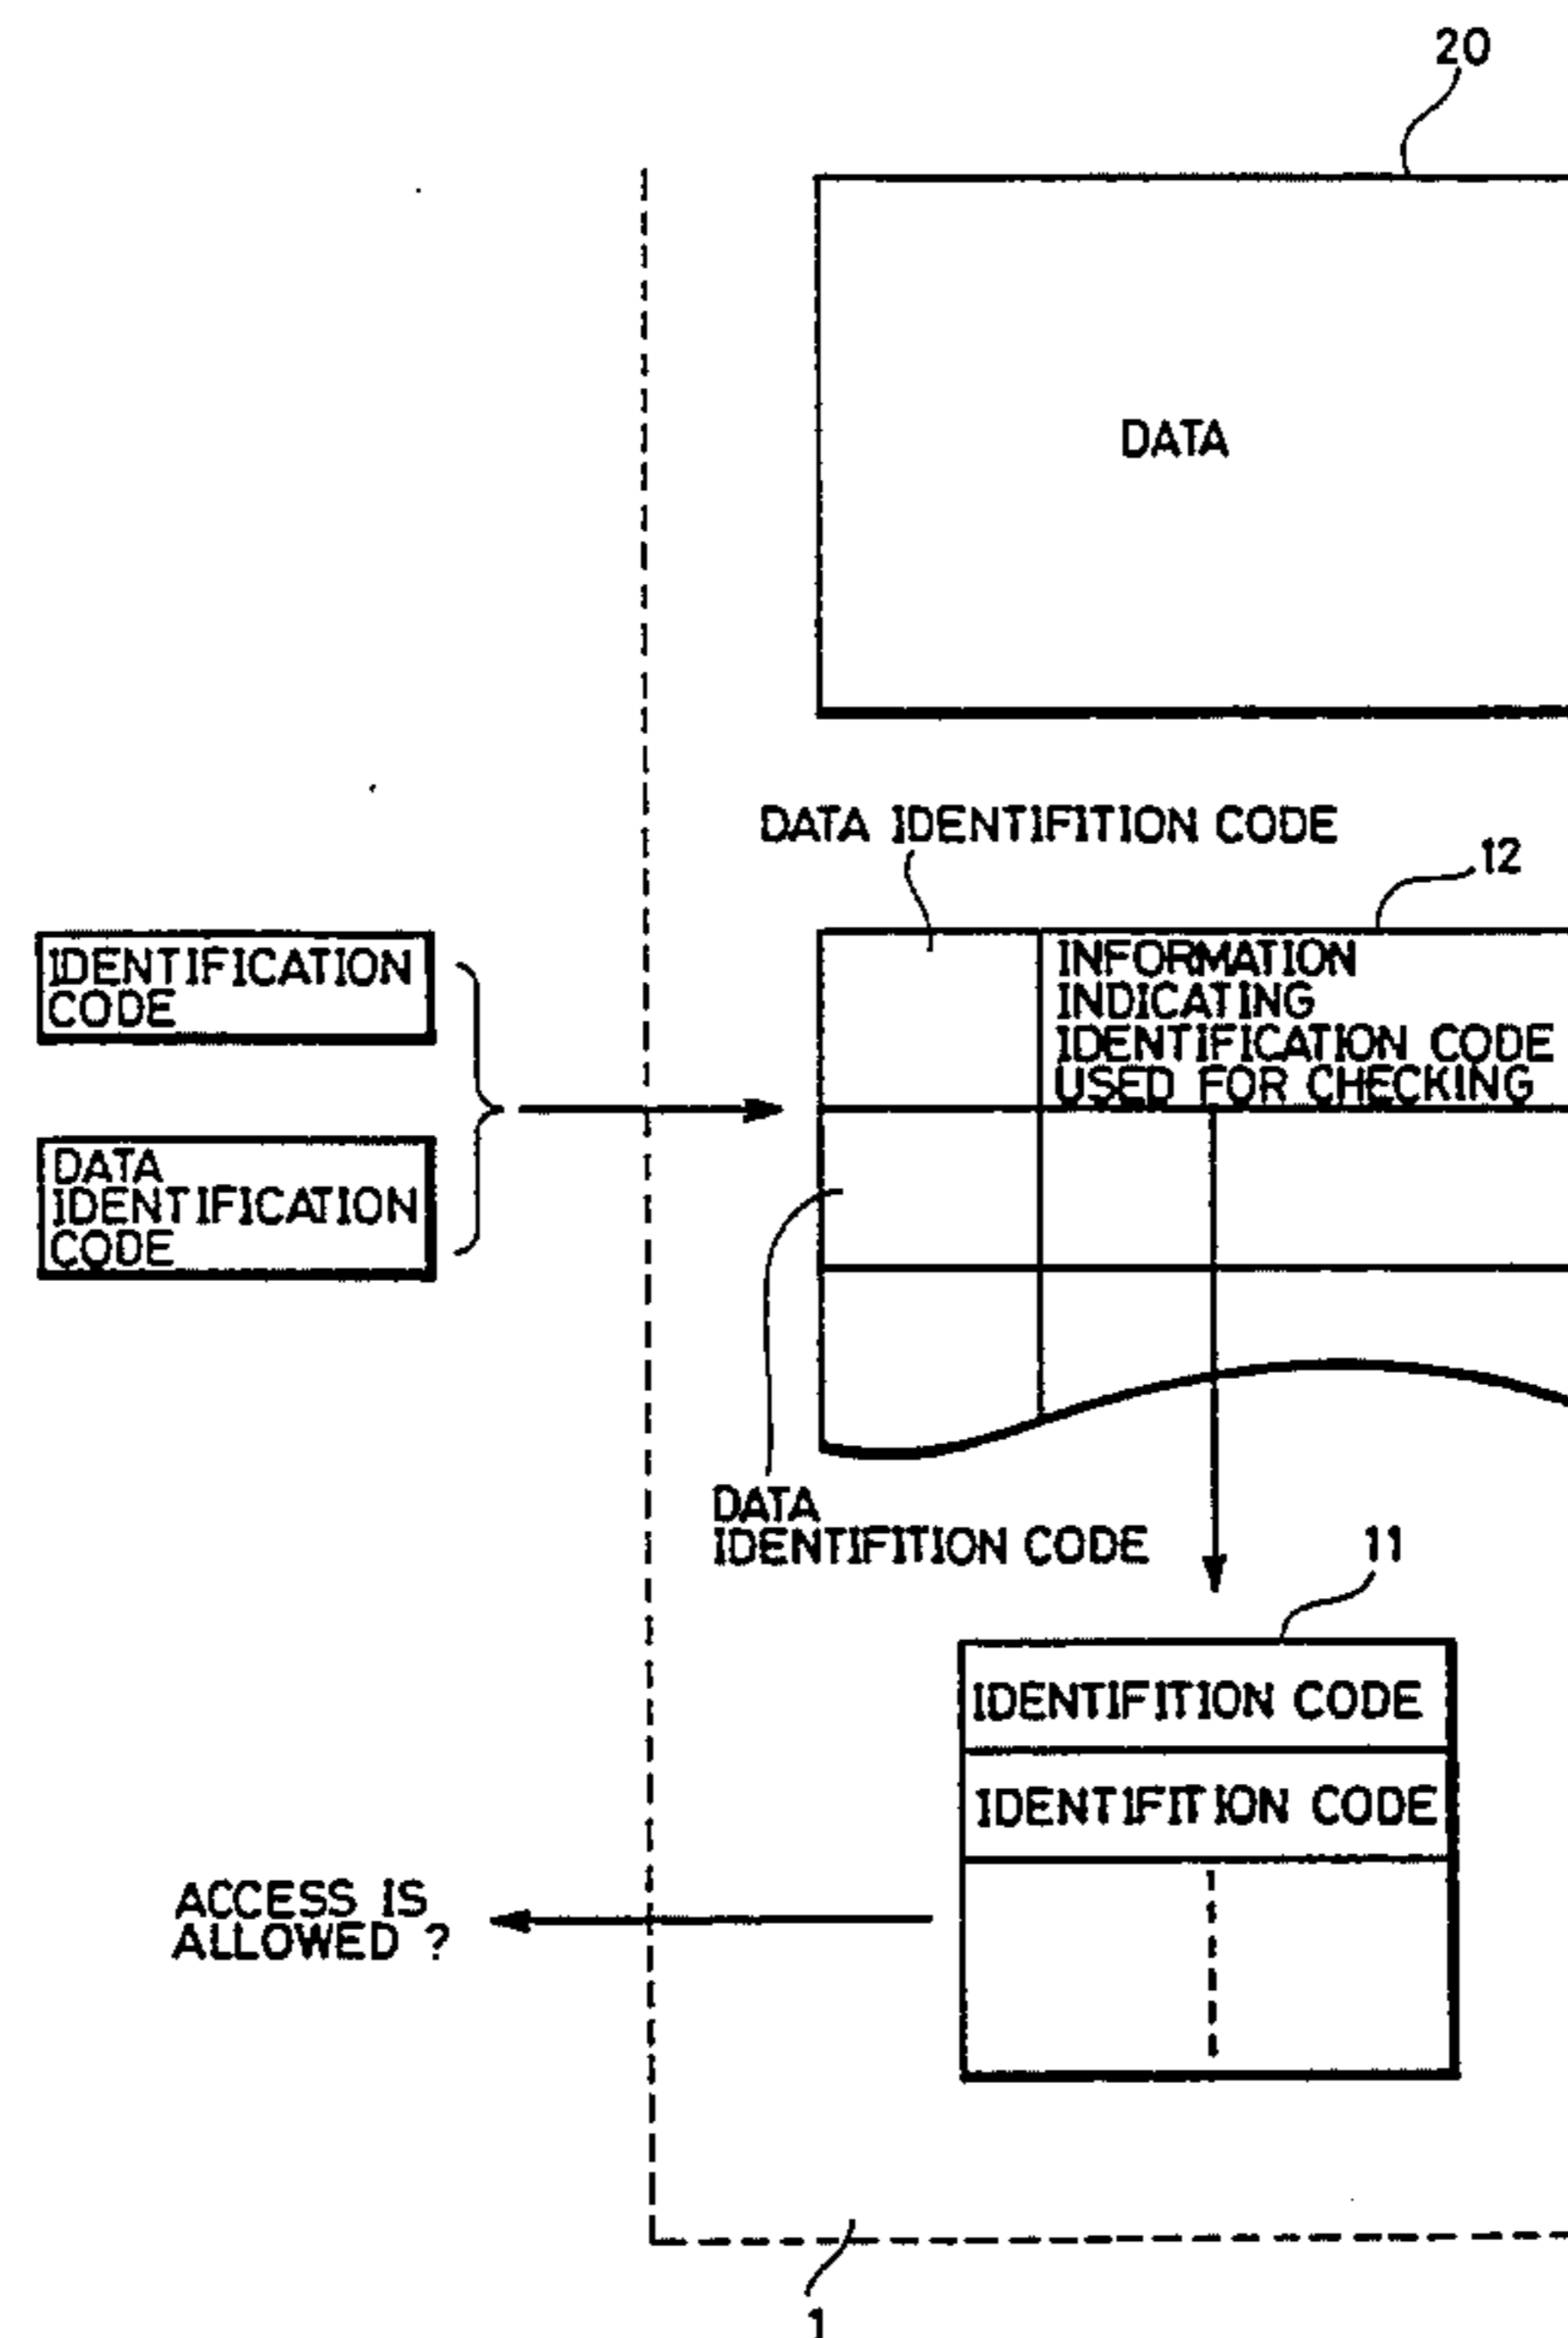 20
DATA
DATA IDENTIFITION CODE
12
IDENTIFICATION
CODE
INFORMATION
INDICATING
IDENTIFICATION CODE
USED FOR CHECKING
DATA
IDENTIFICATION
CODE
DATA
IDENTIFITION CODE
11
IDENTIFITION CODE
IDENTIFITION CODE
ACCESS IS
ALLOWED ?
1